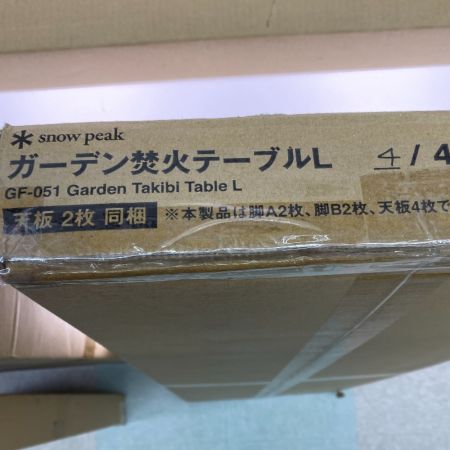 snow peak
ガーデン焚火テーブルL 4/4
GF-051 Garden Takibi Table L
天板 2枚 同梱 ※本製品は脚A2枚、脚B2枚、天板4枚で